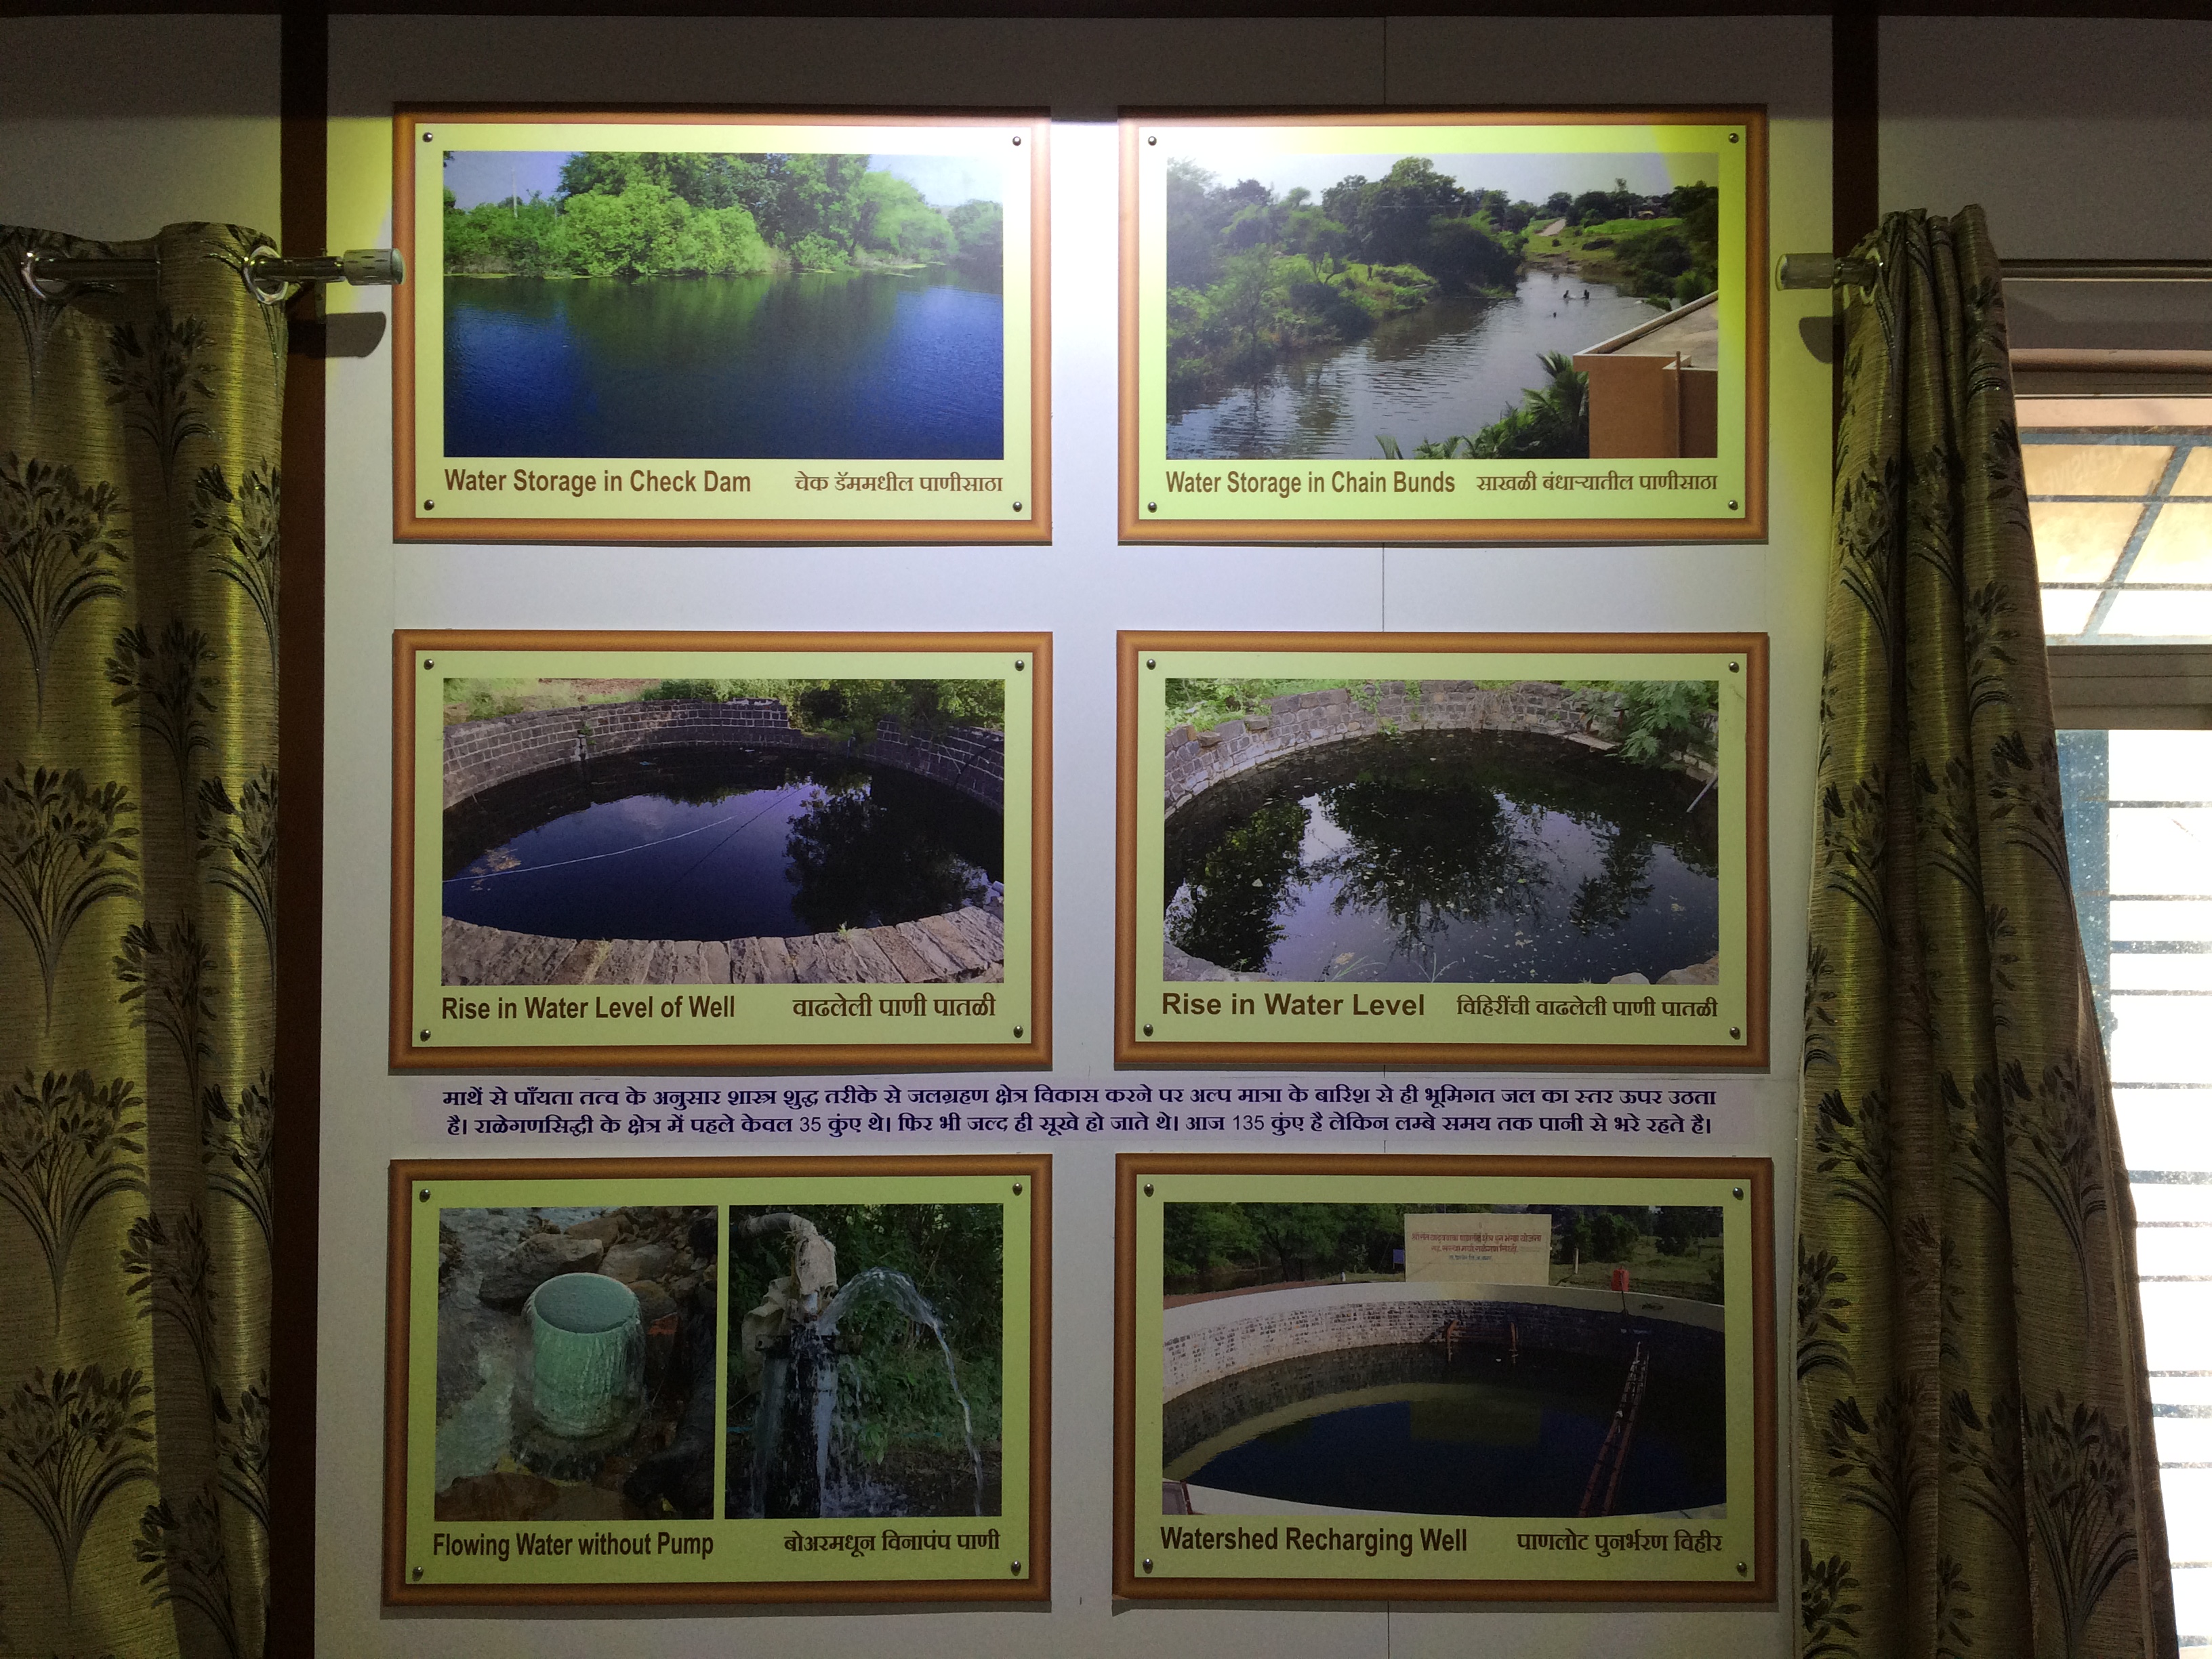 Water Storage in Check Dam चेक डॅममधील पाणीसाठा
Water Storage in Chain Bunds साखळी बंधाऱ्यातील पाणीसाठा
Rise in Water Level of Well वाढलेली पाणी पातळी
Rise in Water Level विहिरींची वाढलेली पाणी पातळी
माथें से पाँयता तत्व के अनुसार शास्त्र शुद्ध तरीके से जलग्रहण क्षेत्र विकास करने पर अल्प मात्रा के बारिश से ही भूमिगत जल का स्तर ऊपर उठता
है। राळेगणसिद्धी के क्षेत्र में पहले केवल 35 कुंए थे। फिर भी जल्द ही सूखे हो जाते थे। आज 135 कुंए है लेकिन लम्बे समय तक पानी से भरे रहते है।
Flowing Water without Pump बोअरमधून विनापंप पाणी
Watershed Recharging Well पाणलोट पुनर्भरण विहीर